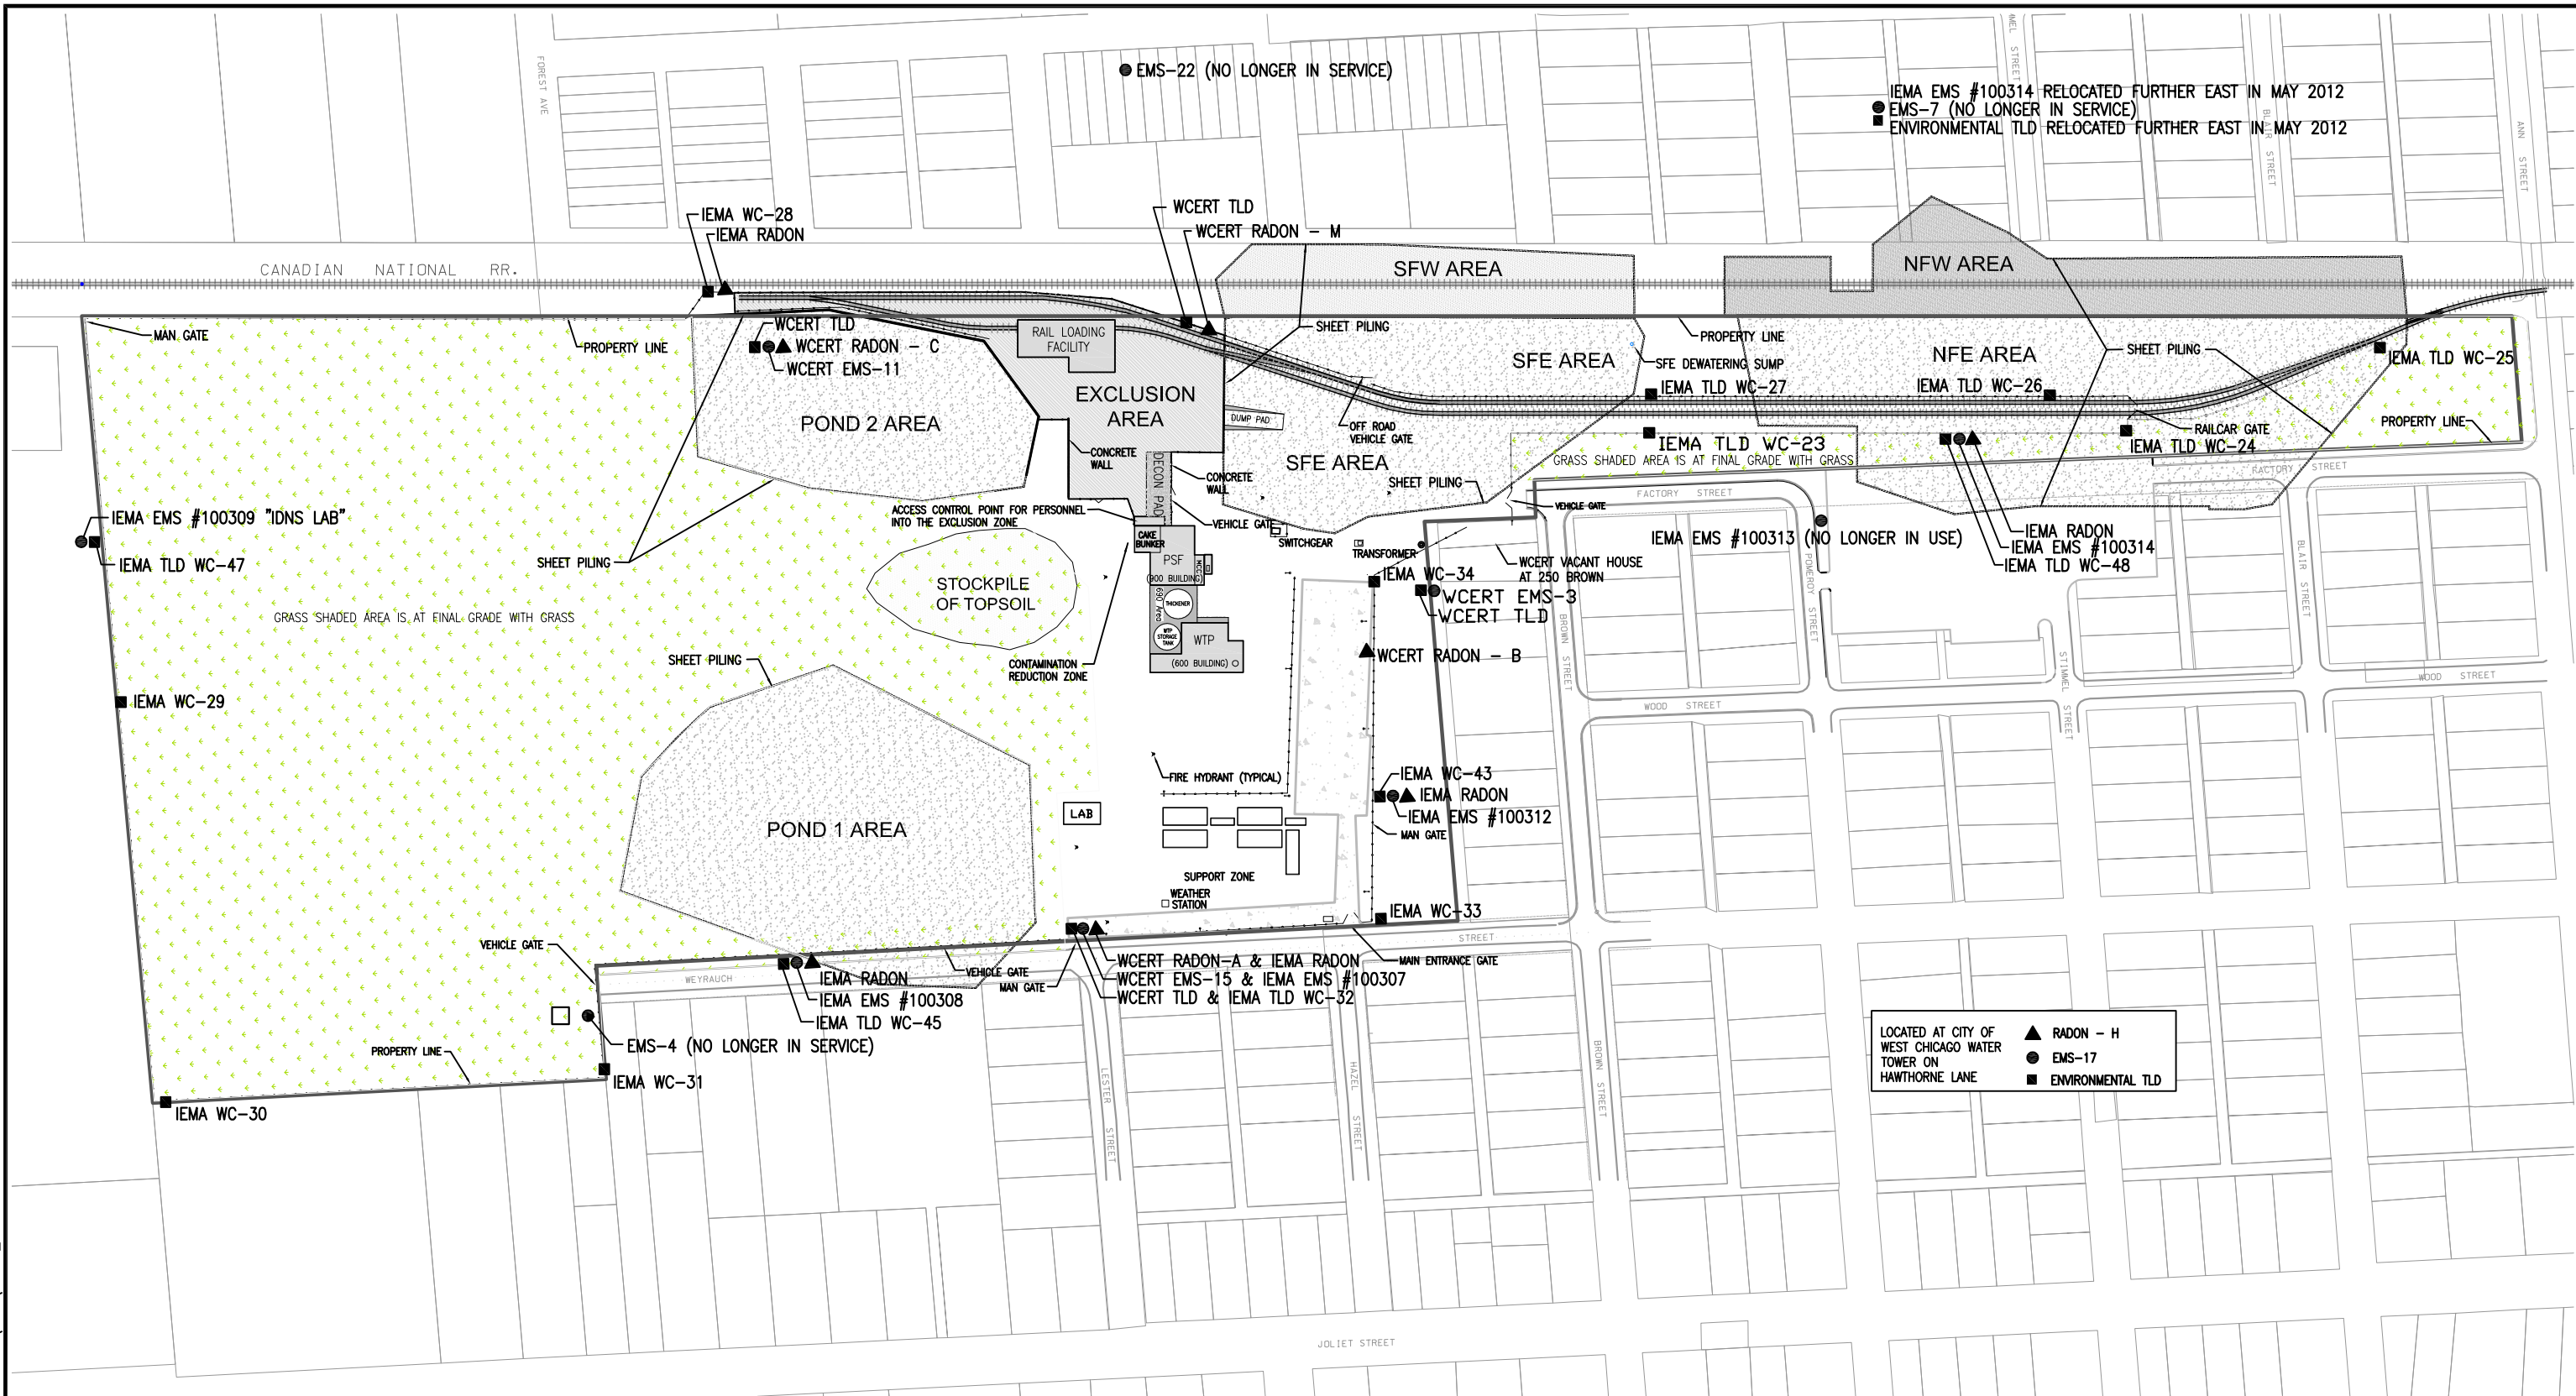 EMS-22 (NO LONGER IN SERVICE)
IEMA EMS #100314 RELOCATED FURTHER EAST IN MAY 2012
EMS-7 (NO LONGER IN SERVICE)
ENVIRONMENTAL TLD RELOCATED FURTHER EAST IN MAY 2012
FOREST AVE
MMEL STREET
BLAIR STREET
ANN STREET
IEMA WC-28
IEMA RADON
WCERT TLD
WCERT RADON - M
CANADIAN NATIONAL RR.
SFW AREA
NFW AREA
MAN GATE
PROPERTY LINE
WCERT TLD
WCERT RADON - C
WCERT EMS-11
RAIL LOADING
FACILITY
SHEET PILING
PROPERTY LINE
SFE AREA
SFE DEWATERING SUMP
NFE AREA
SHEET PILING
IEMA TLD WC-25
IEMA TLD WC-27
IEMA TLD WC-26
EXCLUSION
AREA
POND 2 AREA
DUMP PAD
OFF ROAD
VEHICLE GATE
RAILCAR GATE
PROPERTY LINE
IEMA TLD WC-23
IEMA TLD WC-24
GRASS SHADED AREA IS AT FINAL GRADE WITH GRASS
CONCRETE
WALL
DECON PAD
CONCRETE
WALL
SFE AREA
SHEET PILING
FACTORY STREET
FACTORY STREET
VEHICLE GATE
ACCESS CONTROL POINT FOR PERSONNEL
INTO THE EXCLUSION ZONE
VEHICLE GATE
IEMA EMS #100309 "IDNS LAB"
IEMA TLD WC-47
SHEET PILING
CAKE
BUNKER
PSF
(900 BUILDING)
MCC
SWITCHGEAR
TRANSFORMER
WCERT VACANT HOUSE
AT 250 BROWN
IEMA EMS #100313 (NO LONGER IN USE)
IEMA RADON
IEMA EMS #100314
IEMA TLD WC-48
STOCKPILE
OF TOPSOIL
690 Area
THICKENER
WTP
STORAGE
TANK
WTP
(600 BUILDING)
IEMA WC-34
WCERT EMS-3
WCERT TLD
WCERT RADON - B
BROWN STREET
POMEROY STREET
STIMMEL STREET
BLAIR STREET
GRASS SHADED AREA IS AT FINAL GRADE WITH GRASS
SHEET PILING
CONTAMINATION
REDUCTION ZONE
WOOD STREET
WOOD STREET
IEMA WC-29
FIRE HYDRANT (TYPICAL)
IEMA WC-43
IEMA RADON
IEMA EMS #100312
MAN GATE
LAB
POND 1 AREA
SUPPORT ZONE
WEATHER
STATION
IEMA WC-33
STREET
MAIN ENTRANCE GATE
VEHICLE GATE
WEYRAUCH
IEMA RADON
IEMA EMS #100308
IEMA TLD WC-45
VEHICLE GATE
MAN GATE
WCERT RADON-A & IEMA RADON
WCERT EMS-15 & IEMA EMS #100307
WCERT TLD & IEMA TLD WC-32
EMS-4 (NO LONGER IN SERVICE)
PROPERTY LINE
IEMA WC-31
IEMA WC-30
LESTER STREET
HAZEL STREET
BROWN STREET
LOCATED AT CITY OF
WEST CHICAGO WATER
TOWER ON
HAWTHORNE LANE
RADON - H
EMS-17
ENVIRONMENTAL TLD
JOLIET STREET